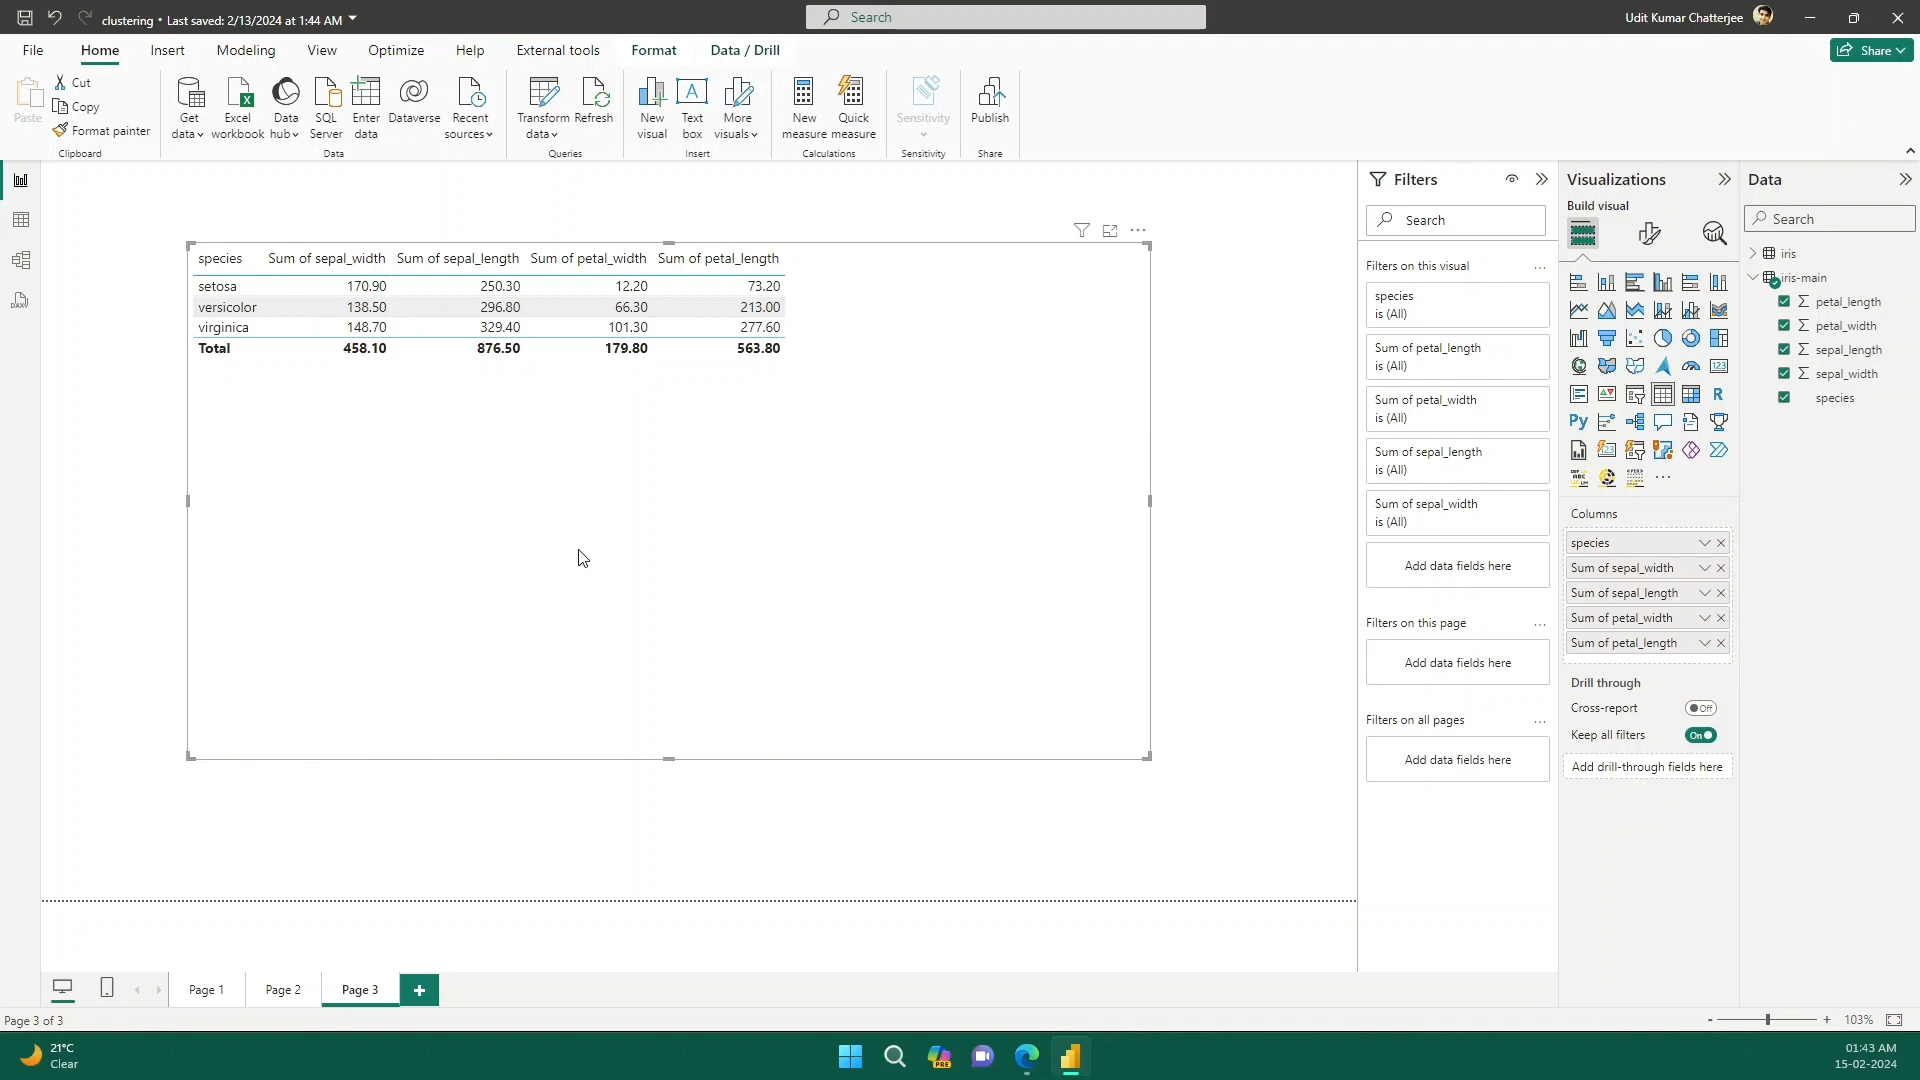 clustering • Last saved: 2/13/2024 at 1:44 AM
Search
Udit Kumar Chatterjee
File Home Insert Modeling View Optimize Help External tools Format Data / Drill
Share
Paste
Cut
Copy
Format painter
Clipboard
Get data
Excel workbook
Data hub
SQL Server
Enter data
Dataverse
Recent sources
Data
Transform data
Refresh
Queries
New visual
Text box
More visuals
Insert
New measure
Quick measure
Calculations
Sensitivity
Sensitivity
Publish
Share
species Sum of sepal_width Sum of sepal_length Sum of petal_width Sum of petal_length
setosa 170.90 250.30 12.20 73.20
versicolor 138.50 296.80 66.30 213.00
virginica 148.70 329.40 101.30 277.60
Total 458.10 876.50 179.80 563.80
Filters
Search
Filters on this visual
species
is (All)
Sum of petal_length
is (All)
Sum of petal_width
is (All)
Sum of sepal_length
is (All)
Sum of sepal_width
is (All)
Add data fields here
Filters on this page
Add data fields here
Filters on all pages
Add data fields here
Visualizations
Build visual
123
R
Py
Columns
species
Sum of sepal_width
Sum of sepal_length
Sum of petal_width
Sum of petal_length
Drill through
Cross-report
Off
Keep all filters
On
Add drill-through fields here
Data
Search
iris
iris-main
petal_length
petal_width
sepal_length
sepal_width
species
Page 1 Page 2 Page 3
Page 3 of 3
103%
21°C
Clear
PRE
01:43 AM
15-02-2024